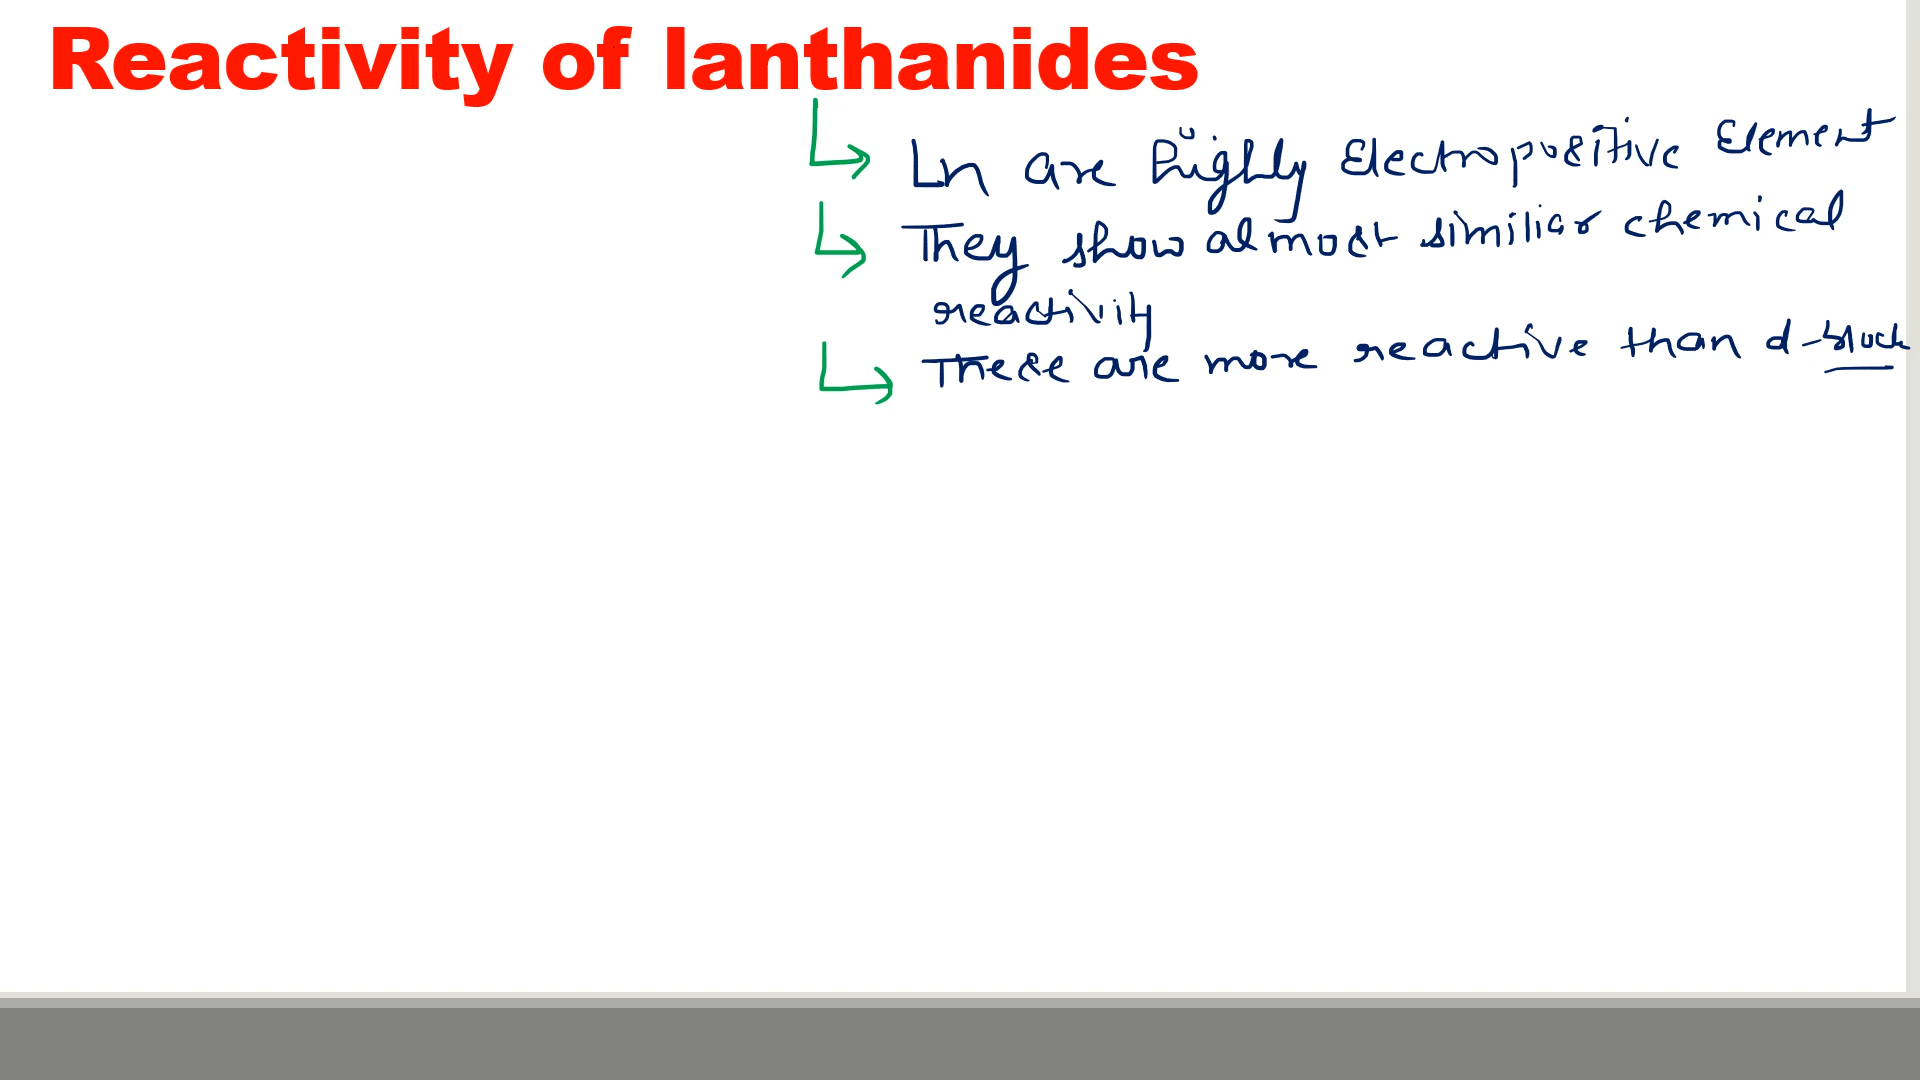 Reactivity of lanthanides
Ln are highly Electropositive Element
They show almost similiar chemical
reactivity
These are more reactive than d-block